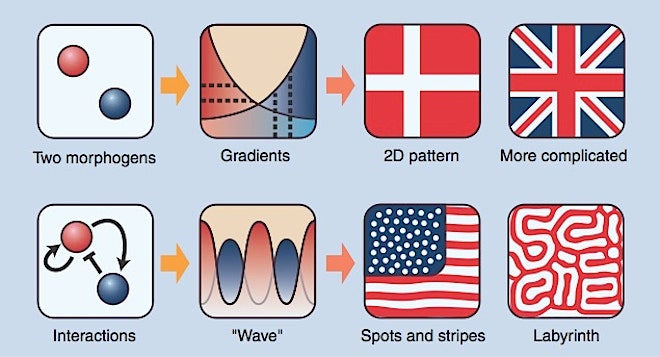 Two morphogens
Gradients
2D pattern
More complicated
Interactions
"Wave"
Spots and stripes
Labyrinth